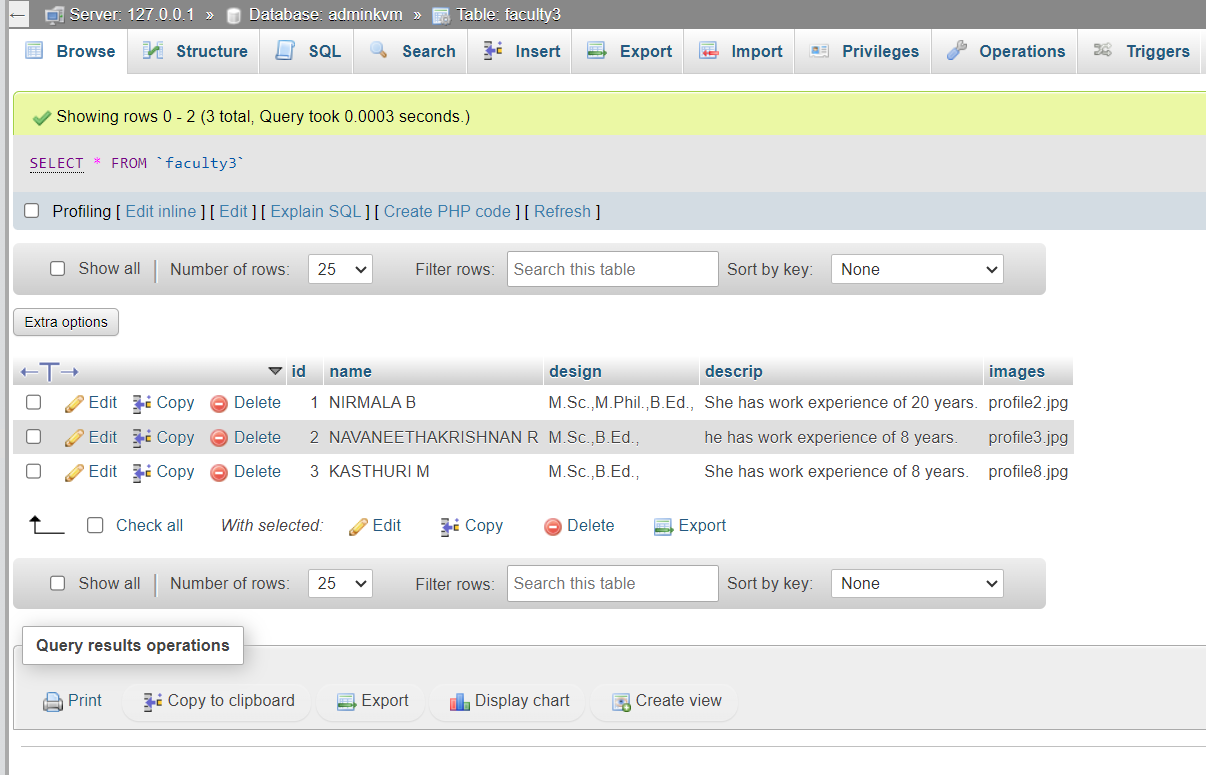 Server: 127.0.0.1 » Database: adminkvm » Table: faculty3
Browse Structure SQL Search Insert Export Import Privileges Operations Triggers
Showing rows 0 - 2 (3 total, Query took 0.0003 seconds.)
SELECT * FROM `faculty3`
Profiling [ Edit inline ] [ Edit ] [ Explain SQL ] [ Create PHP code ] [ Refresh ]
Show all Number of rows: 25 Filter rows: Search this table Sort by key: None
Extra options
id name design descrip images
Edit Copy Delete 1 NIRMALA B M.Sc.,M.Phil.,B.Ed., She has work experience of 20 years. profile2.jpg
Edit Copy Delete 2 NAVANEETHAKRISHNAN R M.Sc.,B.Ed., he has work experience of 8 years. profile3.jpg
Edit Copy Delete 3 KASTHURI M M.Sc.,B.Ed., She has work experience of 8 years. profile8.jpg
Check all With selected: Edit Copy Delete Export
Show all Number of rows: 25 Filter rows: Search this table Sort by key: None
Query results operations
Print Copy to clipboard Export Display chart Create view